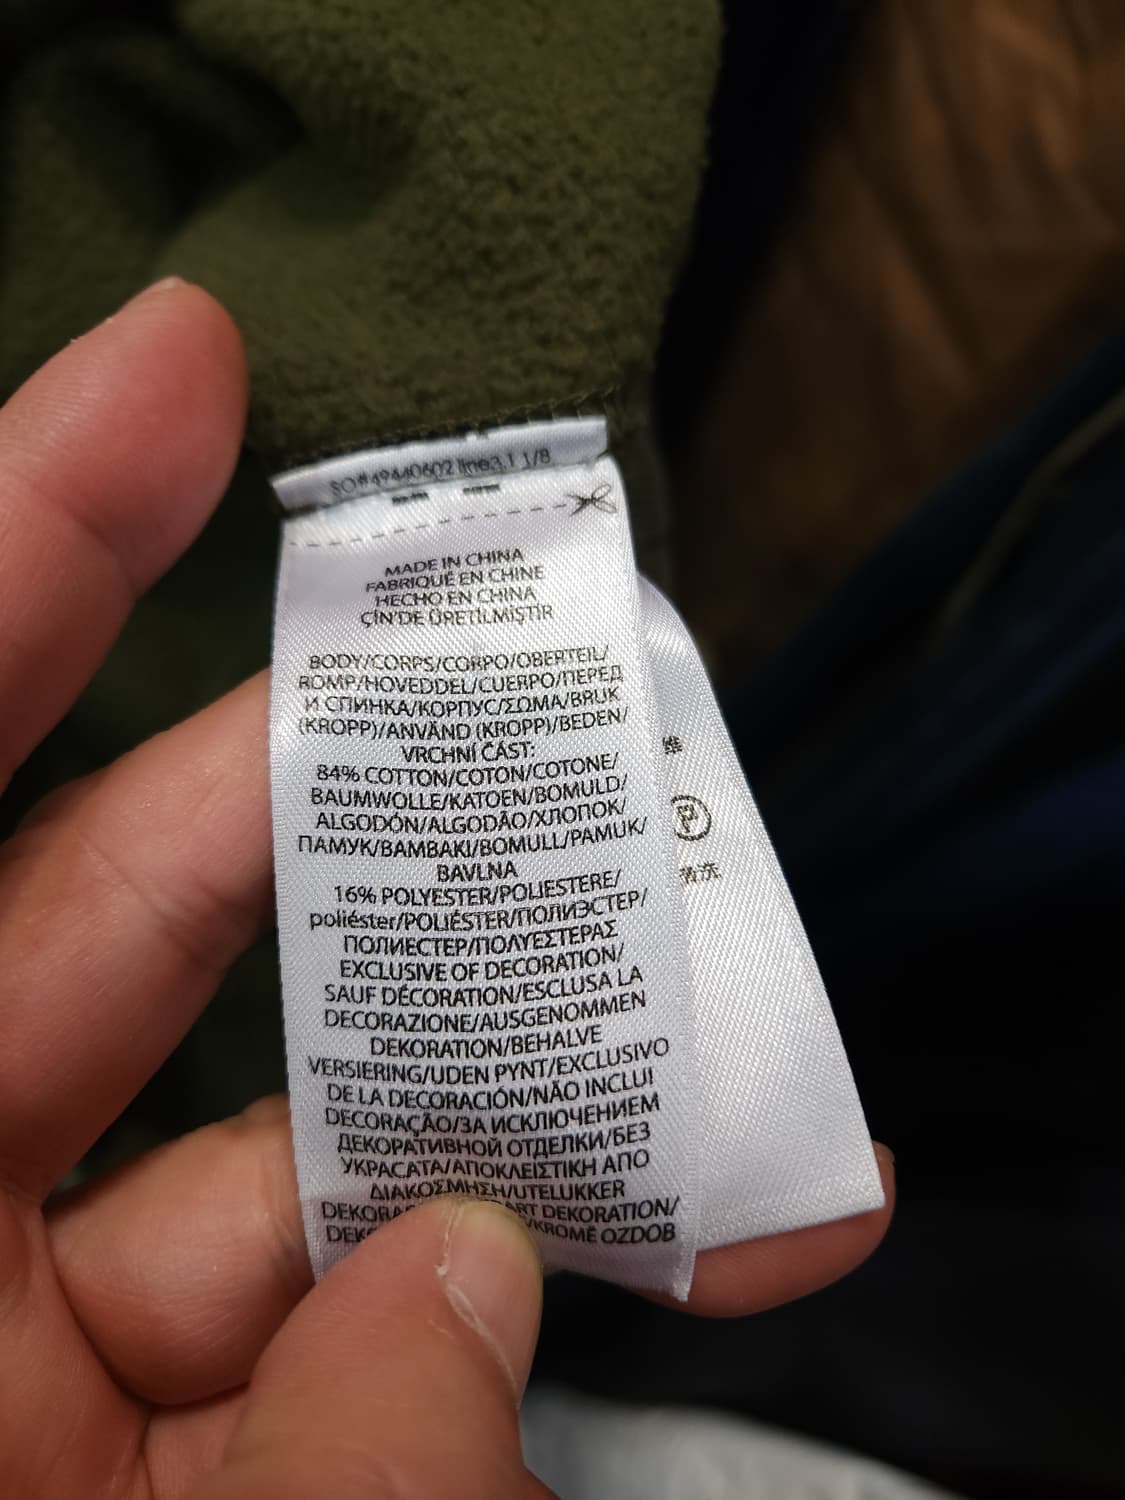 SO#49440602 line3.1 1/8
MADE IN CHINA
FABRIQUÉ EN CHINE
HECHO EN CHINA
ÇİN'DE ÜRETİLMİŞTİR
BODY/CORPS/CORPO/OBERTEIL/
ROMP/HOVEDDEL/CUERPO/ПЕРЕД
И СПИНКА/КОРПУС/ΣΩΜΑ/BRUK
(KROPP)/ANVÄND (KROPP)/BEDEN/
VRCHNÍ ČÁST:
84% COTTON/COTON/COTONE/
BAUMWOLLE/KATOEN/BOMULD/
ALGODÓN/ALGODÃO/ХЛОПОК/
ПАМУК/ΒΑΜΒΑΚΙ/BOMULL/PAMUK/
BAVLNA
16% POLYESTER/POLIESTERE/
poliéster/POLIÉSTER/ПОЛИЭСТЕР/
ПОЛИЕСТЕР/ΠΟΛΥΕΣΤΕΡΑΣ
EXCLUSIVE OF DECORATION/
SAUF DÉCORATION/ESCLUSA LA
DECORAZIONE/AUSGENOMMEN
DEKORATION/BEHALVE
VERSIERING/UDEN PYNT/EXCLUSIVO
DE LA DECORACIÓN/NÃO INCLUI
DECORAÇÃO/ЗА ИСКЛЮЧЕНИЕМ
ДЕКОРАТИВНОЙ ОТДЕЛКИ/БЕЗ
УКРАСАТА/ΑΠΟΚΛΕΙΣΤΙΚΗ ΑΠΟ
ΔΙΑΚΟΣΜΗΣΗ/UTELUKKER
DEKORATION/
/KROMĚ OZDOB
P